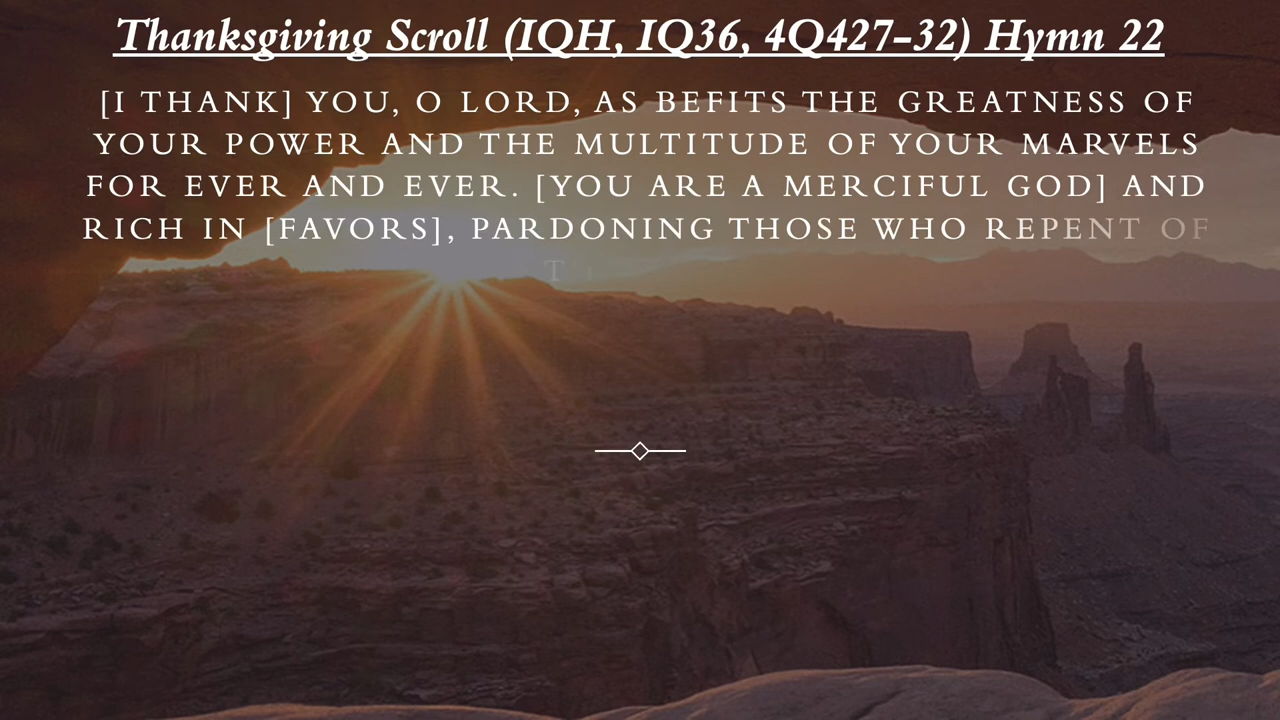 Thanksgiving Scroll (IQH, IQ36, 4Q427-32) Hymn 22
[I THANK] YOU, O LORD, AS BEFITS THE GREATNESS OF
YOUR POWER AND THE MULTITUDE OF YOUR MARVELS
FOR EVER AND EVER. [YOU ARE A MERCIFUL GOD] AND
RICH IN [FAVORS], PARDONING THOSE WHO REPENT OF
T